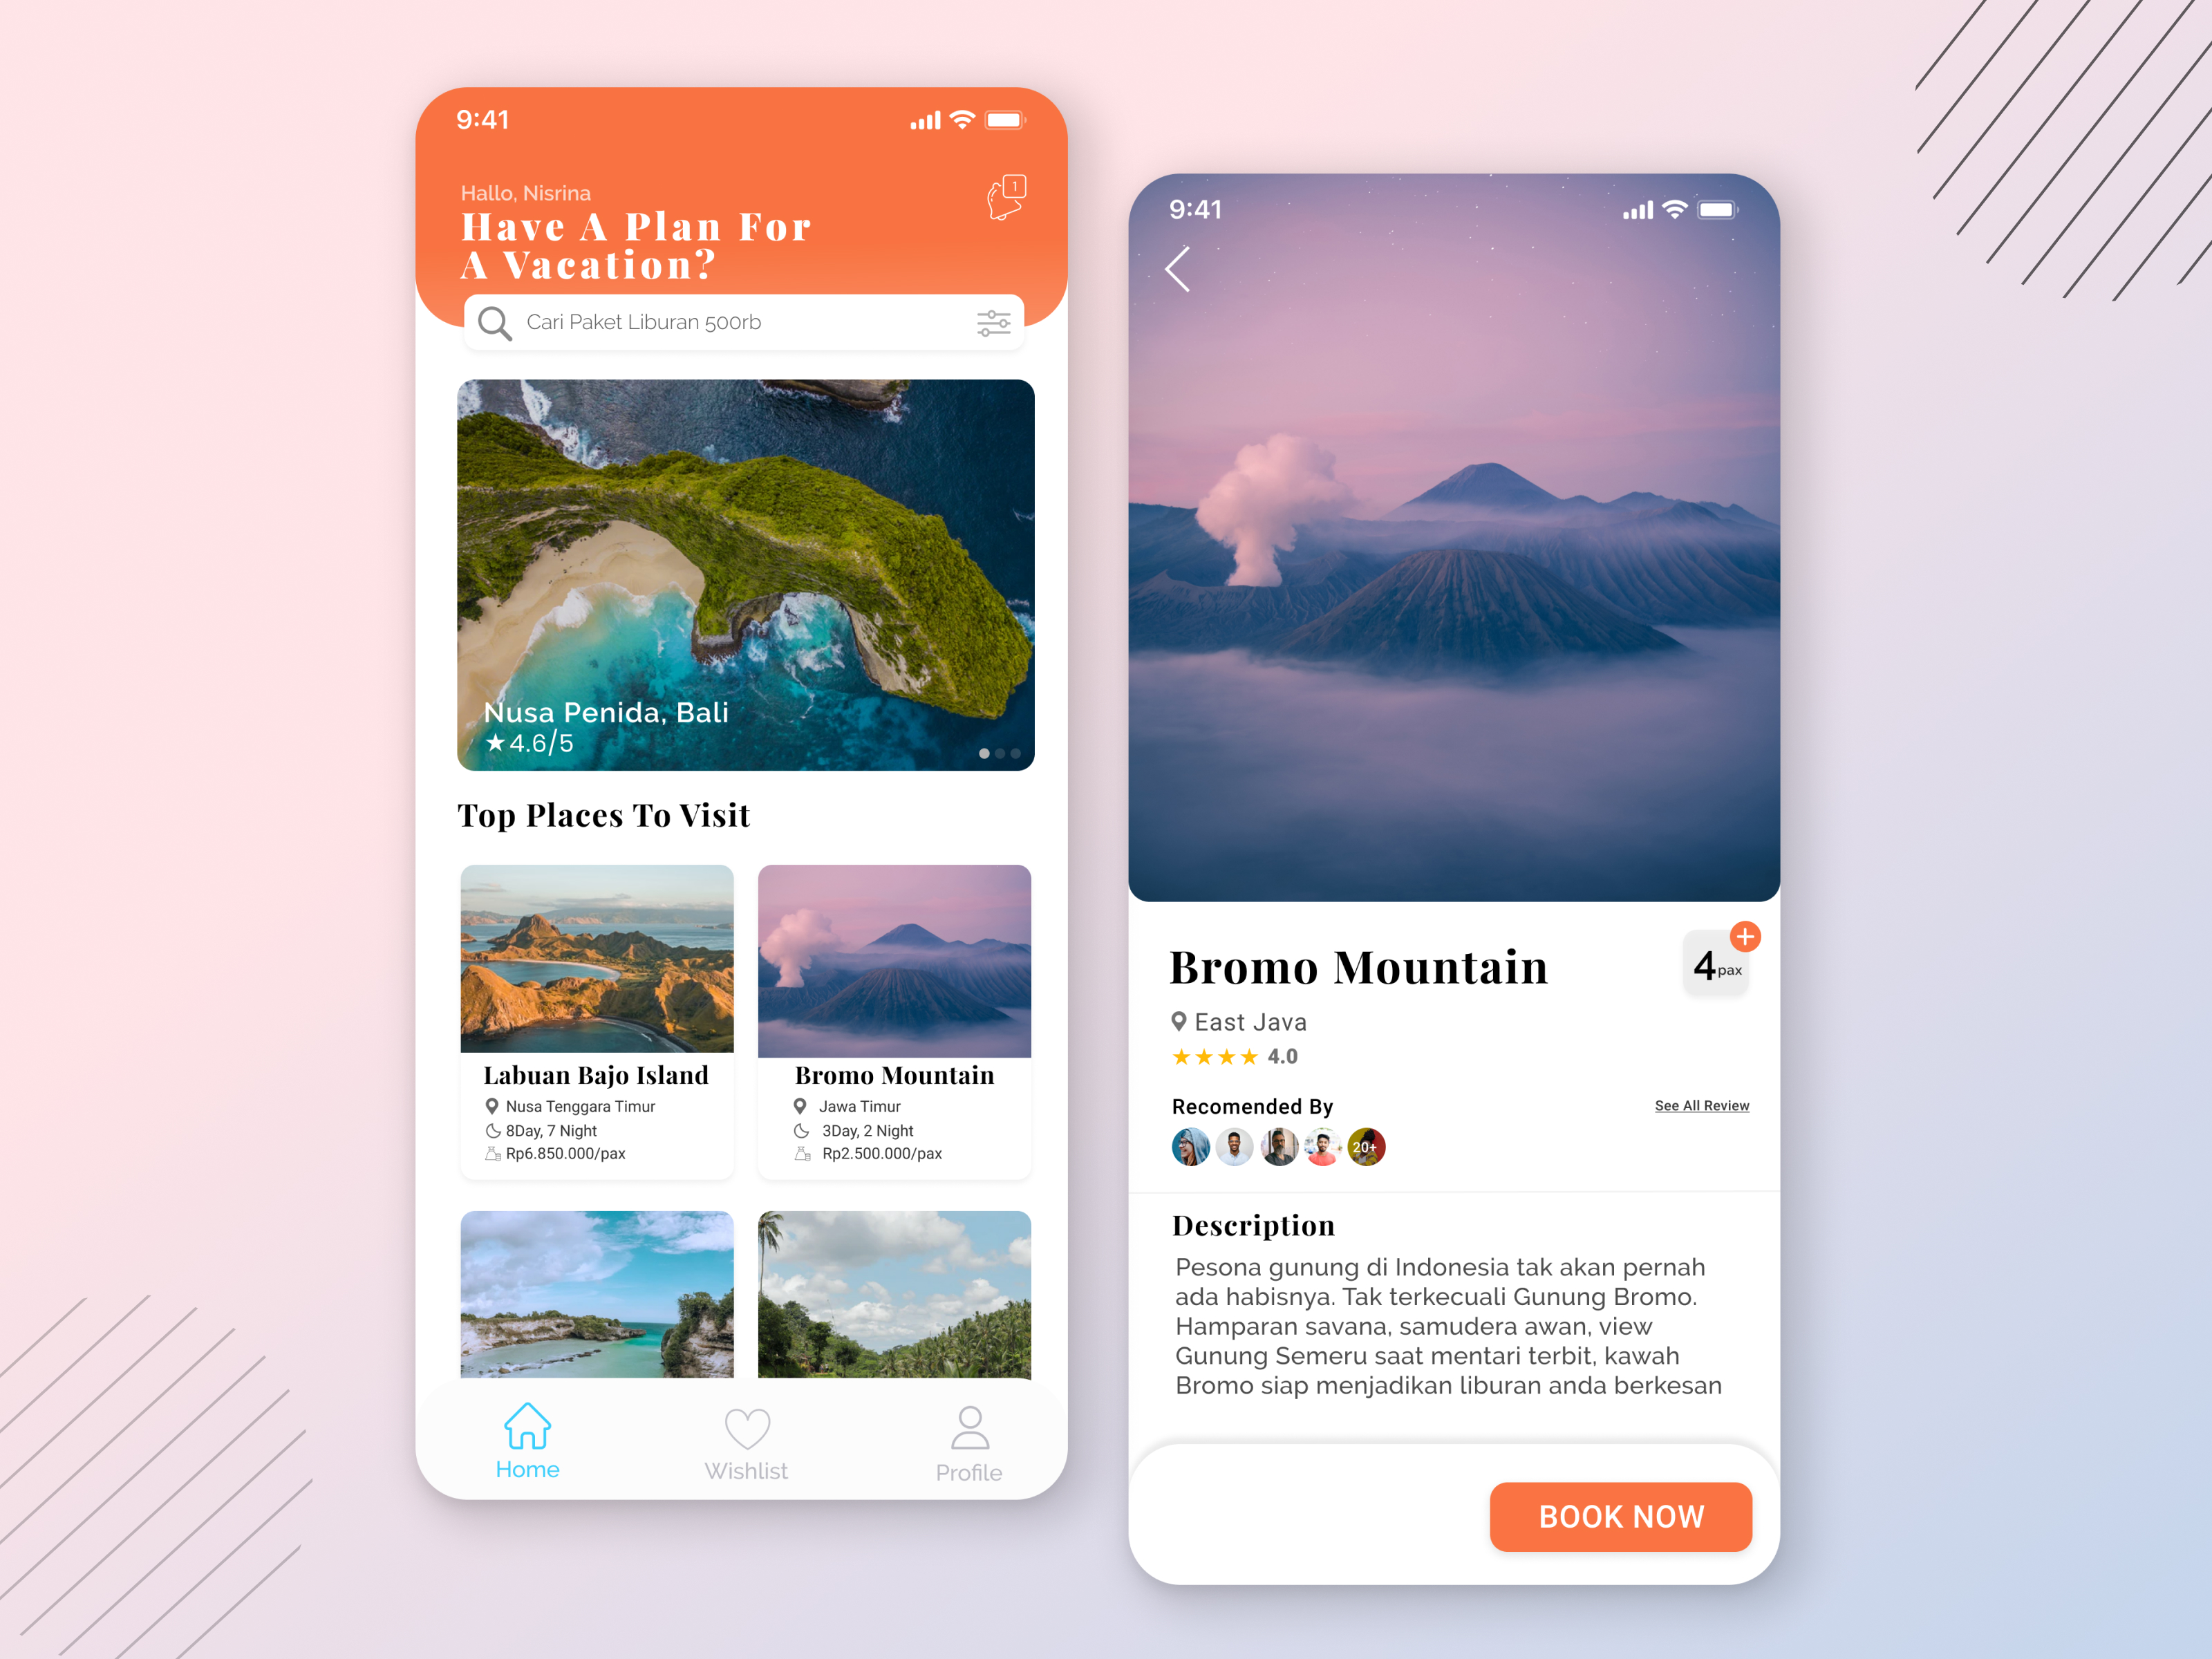 9:41
Hallo, Nisrina
1
Have A Plan For
A Vacation?
Cari Paket Liburan 500rb
Nusa Penida, Bali
★4.6/5
Top Places To Visit
Labuan Bajo Island
Nusa Tenggara Timur
8Day, 7 Night
Rp6.850.000/pax
Bromo Mountain
Jawa Timur
3Day, 2 Night
Rp2.500.000/pax
Home
Wishlist
Profile
9:41
Bromo Mountain
4 pax
East Java
4.0
Recomended By
See All Review
20+
Description
Pesona gunung di Indonesia tak akan pernah
ada habisnya. Tak terkecuali Gunung Bromo.
Hamparan savana, samudera awan, view
Gunung Semeru saat mentari terbit, kawah
Bromo siap menjadikan liburan anda berkesan
BOOK NOW